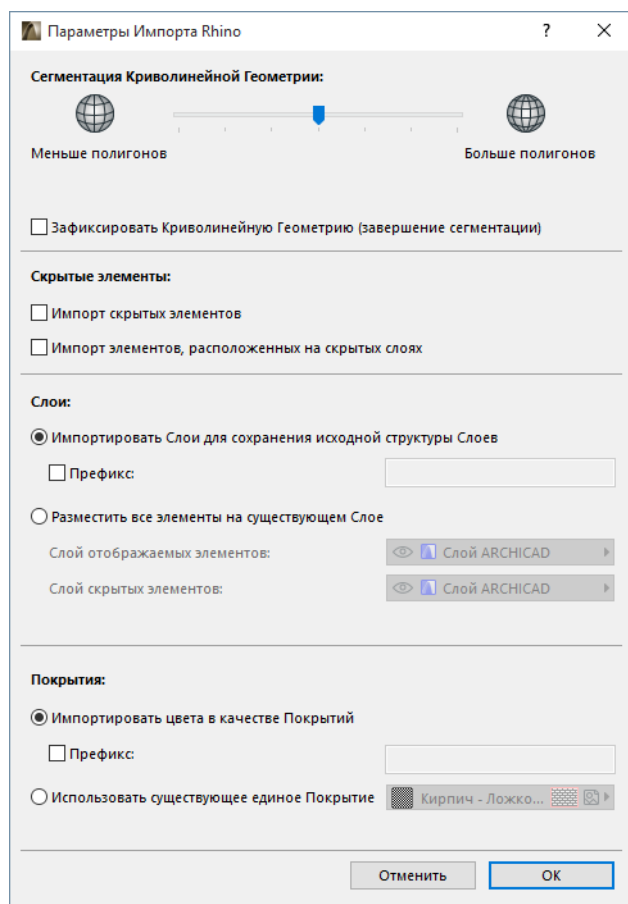 Параметры Импорта Rhino ?
Сегментация Криволинейной Геометрии:
Меньше полигонов Больше полигонов
Зафиксировать Криволинейную Геометрию (завершение сегментации)
Скрытые элементы:
Импорт скрытых элементов
Импорт элементов, расположенных на скрытых слоях
Слои:
Импортировать Слои для сохранения исходной структуры Слоев
Префикс:
Разместить все элементы на существующем Слое
Слой отображаемых элементов: Слой ARCHICAD
Слой скрытых элементов: Слой ARCHICAD
Покрытия:
Импортировать цвета в качестве Покрытий
Префикс:
Использовать существующее единое Покрытие Кирпич - Ложко...
Отменить OK